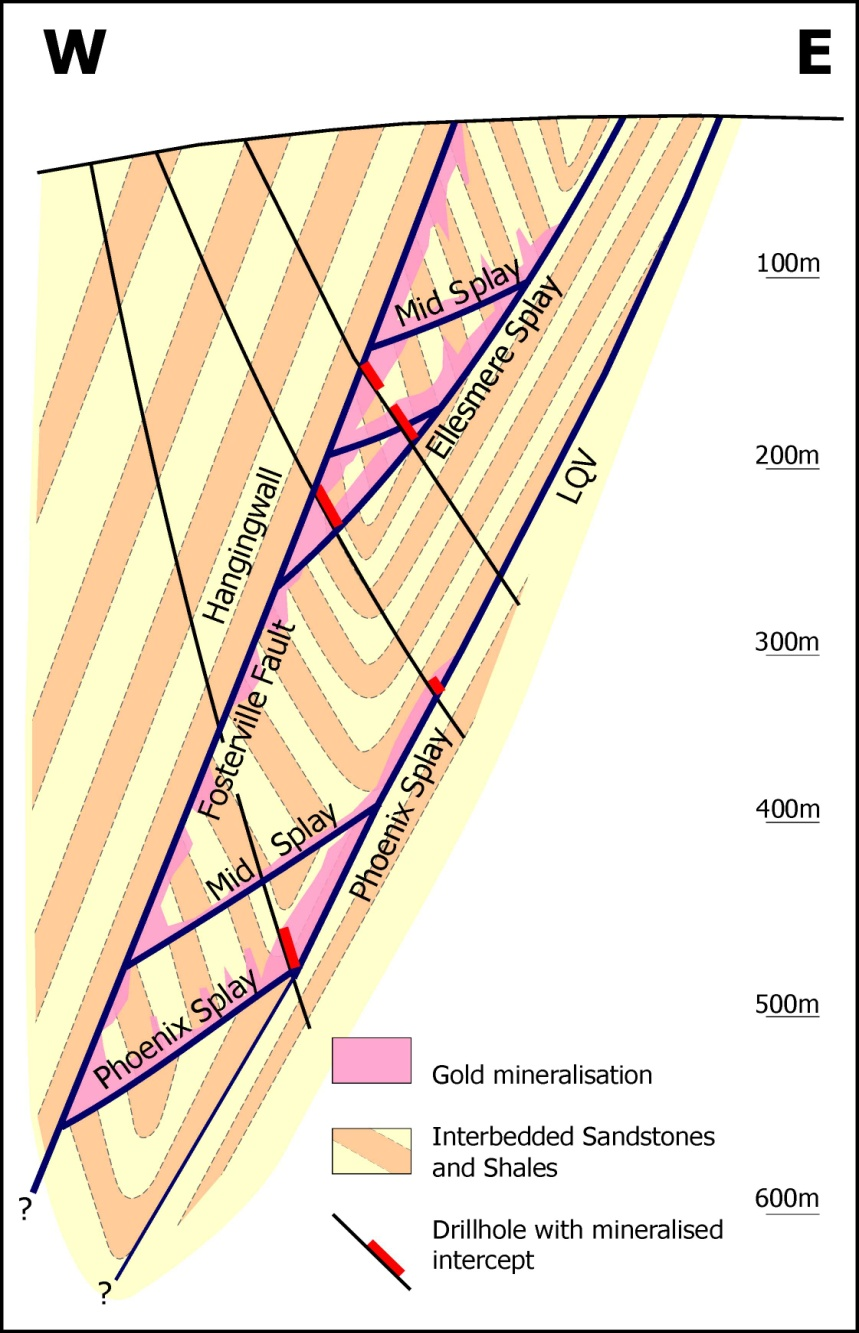 W
E
100m
Mid Splay
Ellesmere Splay
200m
LQV
Hangingwall
300m
Fosterville Fault
400m
Mid Splay
Phoenix Splay
500m
Phoenix Splay
Gold mineralisation
Interbedded Sandstones
and Shales
600m
?
Drillhole with mineralised
intercept
?